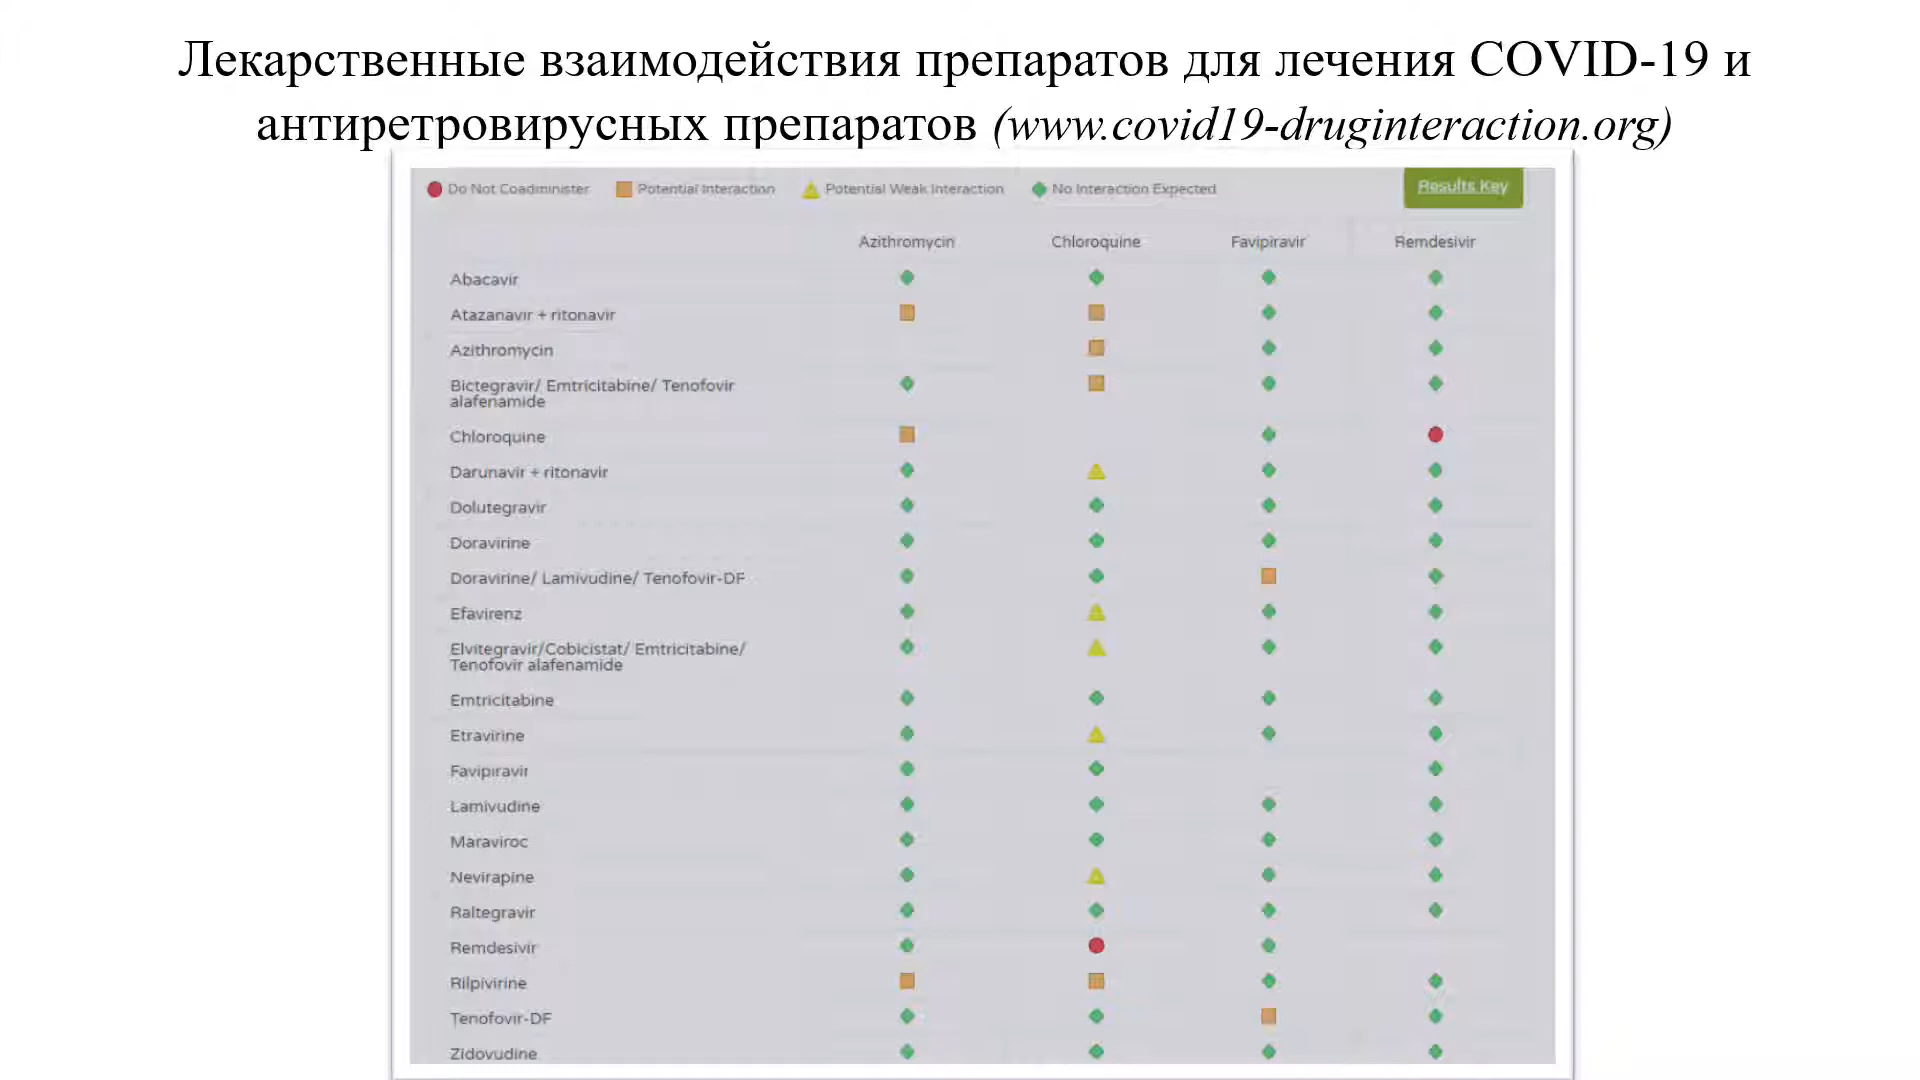 Лекарственные взаимодействия препаратов для лечения COVID-19 и
антиретровирусных препаратов (www.covid19-druginteraction.org)
Do Not Coadminister Potential Interaction Potential Weak Interaction No Interaction Expected Results Key
Azithromycin Chloroquine Favipiravir Remdesivir
Abacavir
Atazanavir + ritonavir
Azithromycin
Bictegravir/ Emtricitabine/ Tenofovir
alafenamide
Chloroquine
Darunavir + ritonavir
Dolutegravir
Doravirine
Doravirine/ Lamivudine/ Tenofovir-DF
Efavirenz
Elvitegravir/Cobicistat/ Emtricitabine/
Tenofovir alafenamide
Emtricitabine
Etravirine
Favipiravir
Lamivudine
Maraviroc
Nevirapine
Raltegravir
Remdesivir
Rilpivirine
Tenofovir-DF
Zidovudine